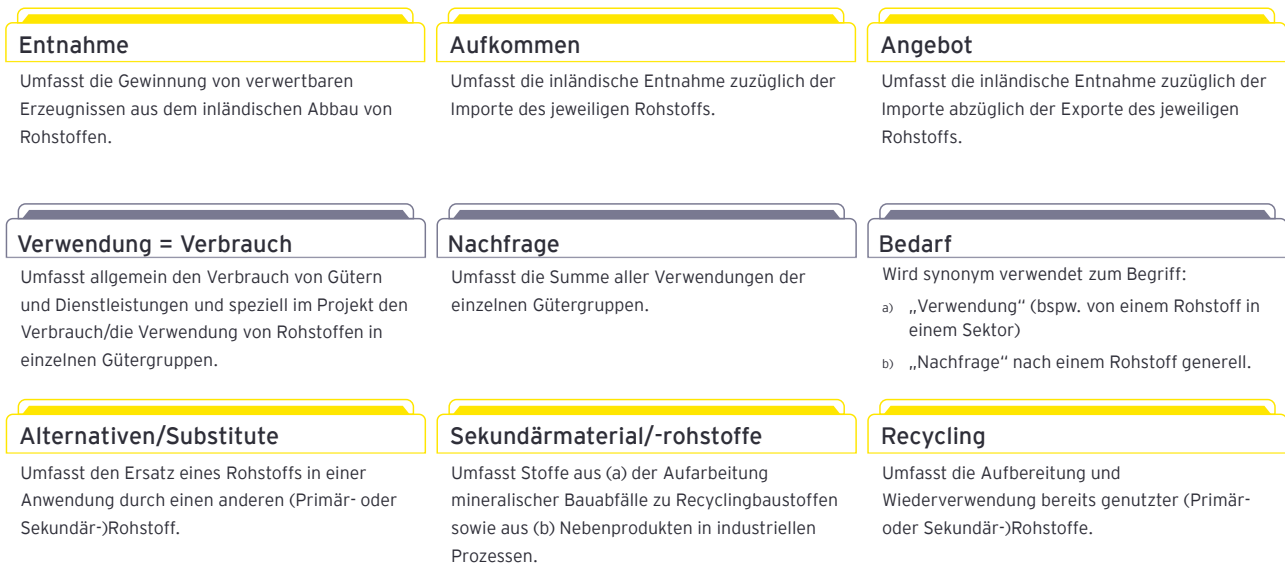 Entnahme
Umfasst die Gewinnung von verwertbaren
Erzeugnissen aus dem inländischen Abbau von
Rohstoffen.
Aufkommen
Umfasst die inländische Entnahme zuzüglich der
Importe des jeweiligen Rohstoffs.
Angebot
Umfasst die inländische Entnahme zuzüglich der
Importe abzüglich der Exporte des jeweiligen
Rohstoffs.
Verwendung = Verbrauch
Umfasst allgemein den Verbrauch von Gütern
und Dienstleistungen und speziell im Projekt den
Verbrauch/die Verwendung von Rohstoffen in
einzelnen Gütergruppen.
Nachfrage
Umfasst die Summe aller Verwendungen der
einzelnen Gütergruppen.
Bedarf
Wird synonym verwendet zum Begriff:
a) „Verwendung“ (bspw. von einem Rohstoff in
einem Sektor)
b) „Nachfrage“ nach einem Rohstoff generell.
Alternativen/Substitute
Umfasst den Ersatz eines Rohstoffs in einer
Anwendung durch einen anderen (Primär- oder
Sekundär-)Rohstoff.
Sekundärmaterial/-rohstoffe
Umfasst Stoffe aus (a) der Aufarbeitung
mineralischer Bauabfälle zu Recyclingbaustoffen
sowie aus (b) Nebenprodukten in industriellen
Prozessen.
Recycling
Umfasst die Aufbereitung und
Wiederverwendung bereits genutzter (Primär-
oder Sekundär-)Rohstoffe.